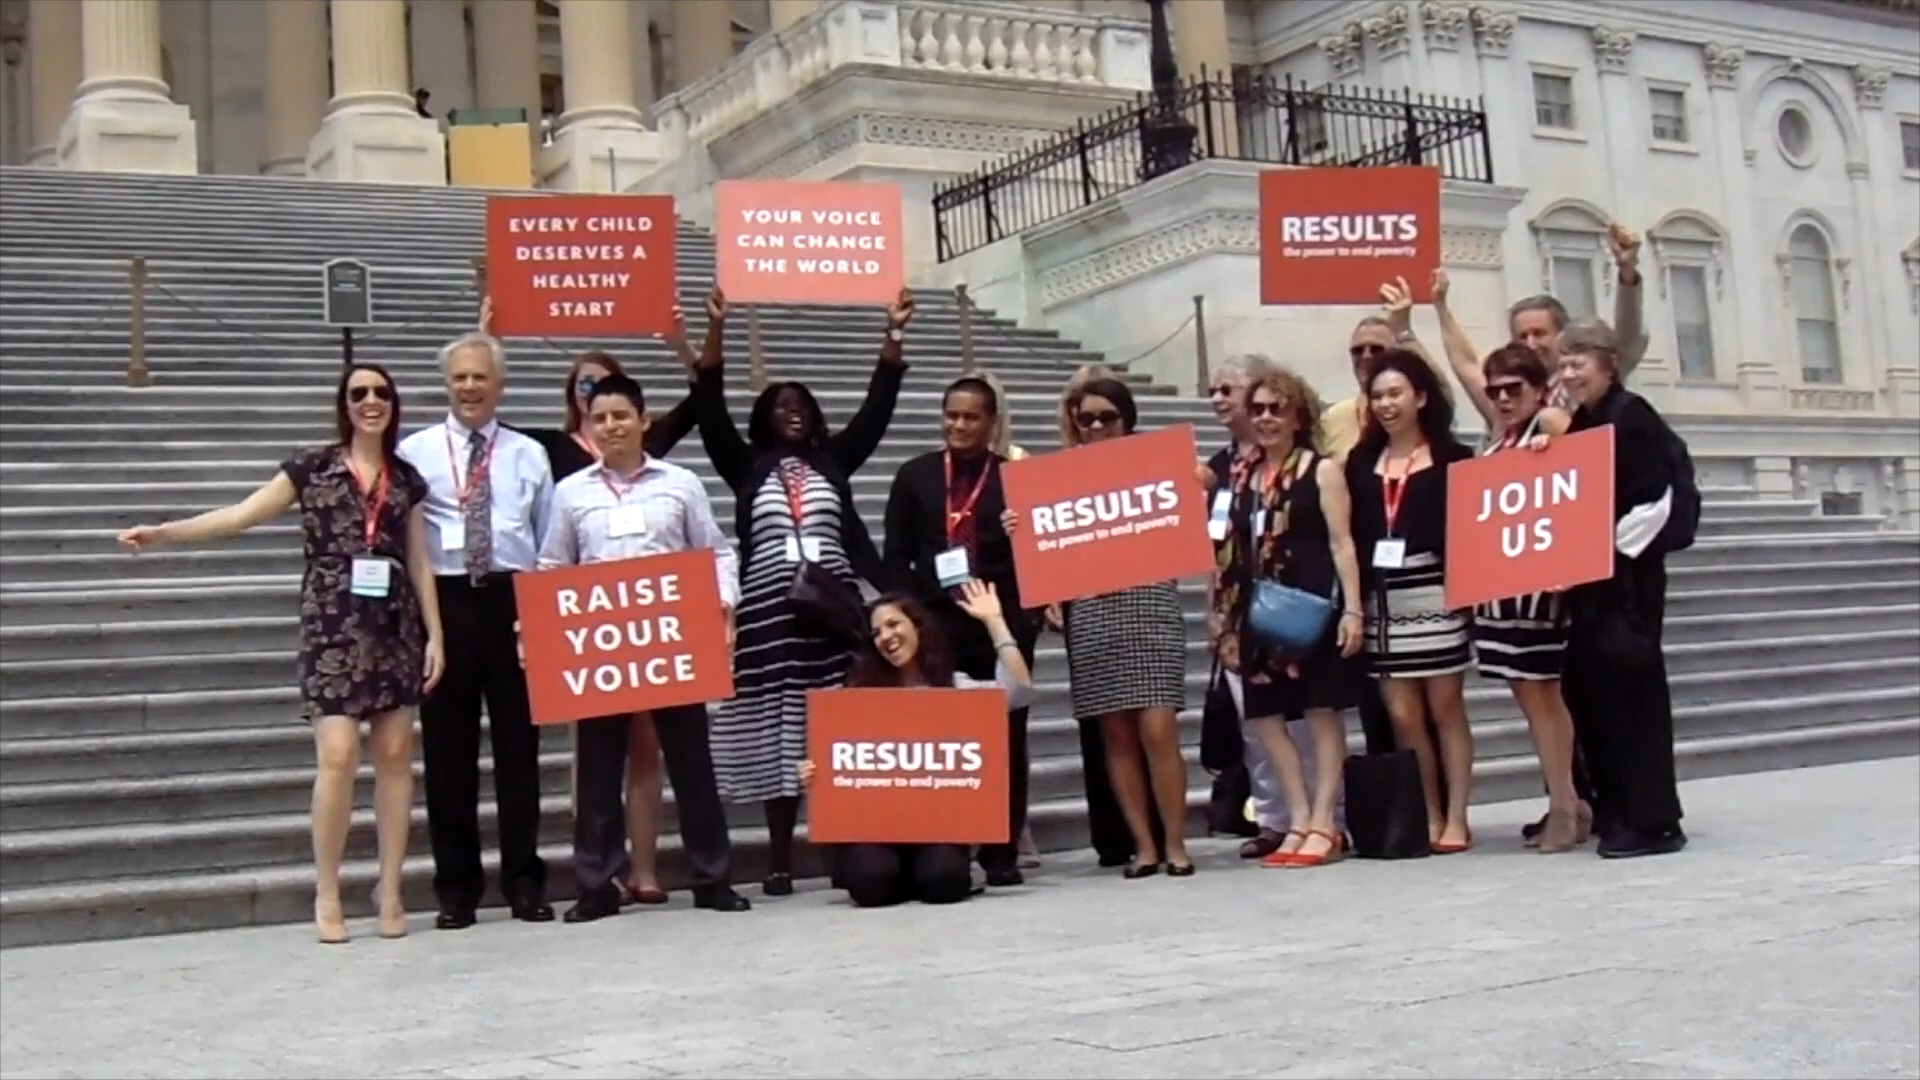 EVERY CHILD
DESERVES A
HEALTHY
START
YOUR VOICE
CAN CHANGE
THE WORLD
RESULTS
the power to end poverty
RESULTS
the power to end poverty
JOIN
US
RAISE
YOUR
VOICE
RESULTS
the power to end poverty